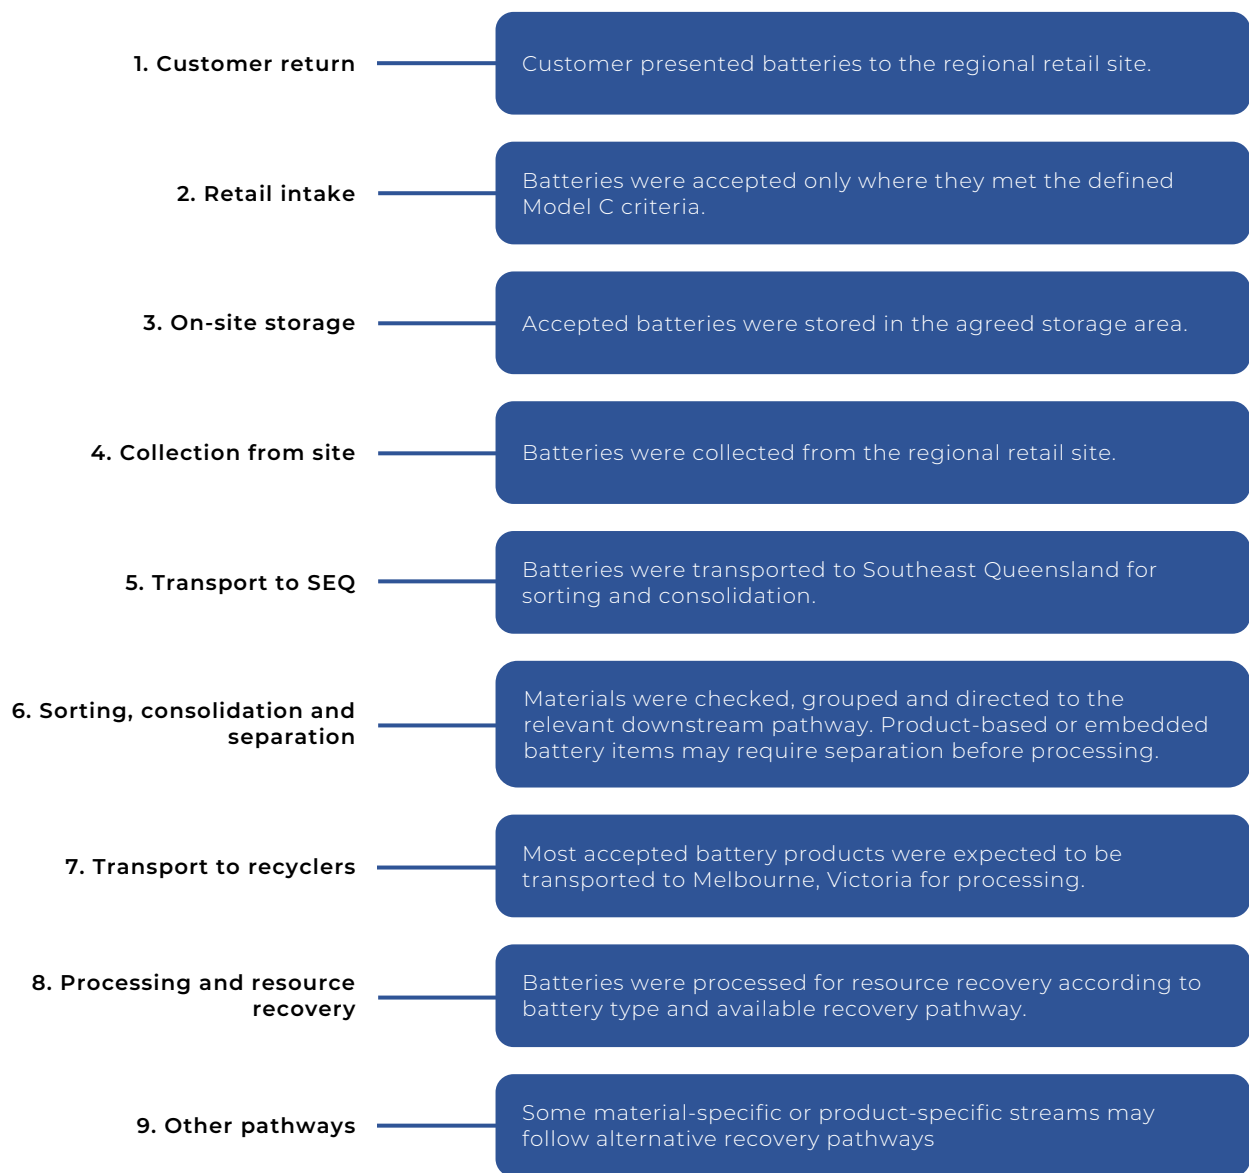 1. Customer return
Customer presented batteries to the regional retail site.
2. Retail intake
Batteries were accepted only where they met the defined
Model C criteria.
3. On-site storage
Accepted batteries were stored in the agreed storage area.
4. Collection from site
Batteries were collected from the regional retail site.
5. Transport to SEQ
Batteries were transported to Southeast Queensland for
sorting and consolidation.
6. Sorting, consolidation and
separation
Materials were checked, grouped and directed to the
relevant downstream pathway. Product-based or embedded
battery items may require separation before processing.
7. Transport to recyclers
Most accepted battery products were expected to be
transported to Melbourne, Victoria for processing.
8. Processing and resource
recovery
Batteries were processed for resource recovery according to
battery type and available recovery pathway.
9. Other pathways
Some material-specific or product-specific streams may
follow alternative recovery pathways